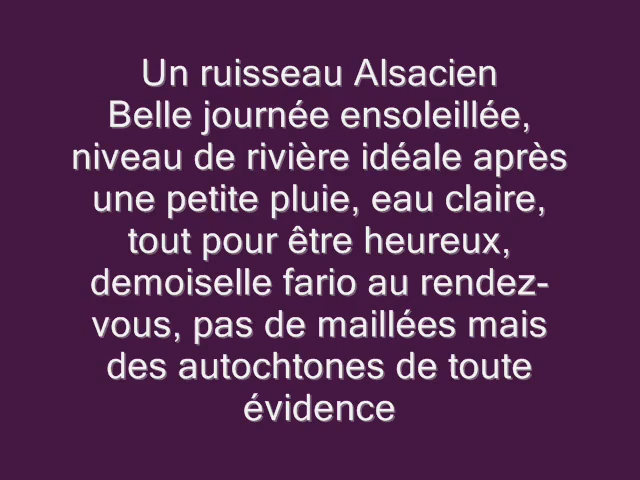 Un ruisseau Alsacien
Belle journée ensoleillée,
niveau de rivière idéale après
une petite pluie, eau claire,
tout pour être heureux,
demoiselle fario au rendez-
vous, pas de maillées mais
des autochtones de toute
évidence